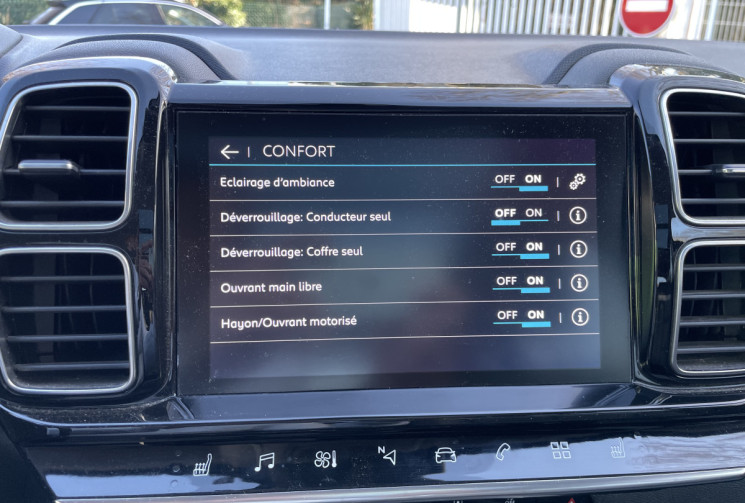 ← | CONFORT
Eclairage d'ambiance OFF ON |
Déverrouillage: Conducteur seul OFF ON | i
Déverrouillage: Coffre seul OFF ON | i
Ouvrant main libre OFF ON | i
Hayon/Ouvrant motorisé OFF ON | i
N